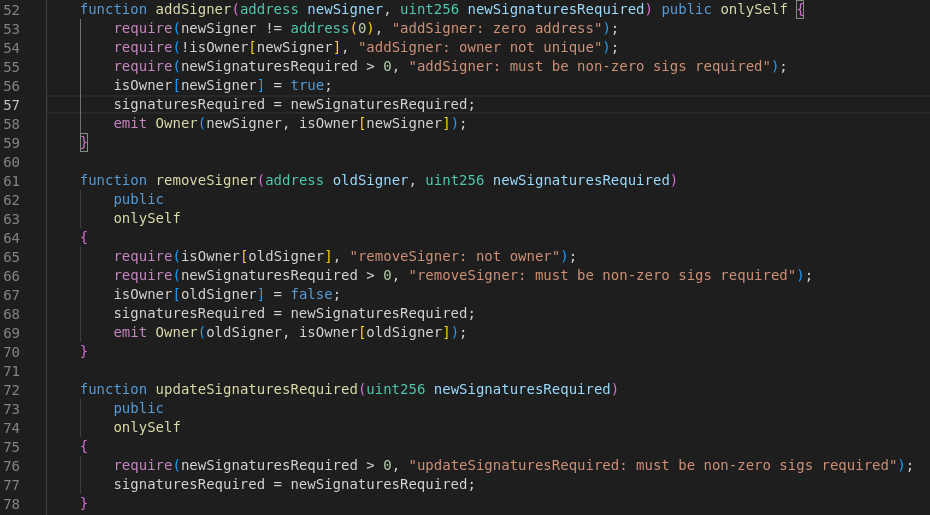 52 function addSigner(address newSigner, uint256 newSignaturesRequired) public onlySelf {
53 require(newSigner != address(0), "addSigner: zero address");
54 require(!isOwner[newSigner], "addSigner: owner not unique");
55 require(newSignaturesRequired > 0, "addSigner: must be non-zero sigs required");
56 isOwner[newSigner] = true;
57 signaturesRequired = newSignaturesRequired;
58 emit Owner(newSigner, isOwner[newSigner]);
59 }
60
61 function removeSigner(address oldSigner, uint256 newSignaturesRequired)
62 public
63 onlySelf
64 {
65 require(isOwner[oldSigner], "removeSigner: not owner");
66 require(newSignaturesRequired > 0, "removeSigner: must be non-zero sigs required");
67 isOwner[oldSigner] = false;
68 signaturesRequired = newSignaturesRequired;
69 emit Owner(oldSigner, isOwner[oldSigner]);
70 }
71
72 function updateSignaturesRequired(uint256 newSignaturesRequired)
73 public
74 onlySelf
75 {
76 require(newSignaturesRequired > 0, "updateSignaturesRequired: must be non-zero sigs required");
77 signaturesRequired = newSignaturesRequired;
78 }